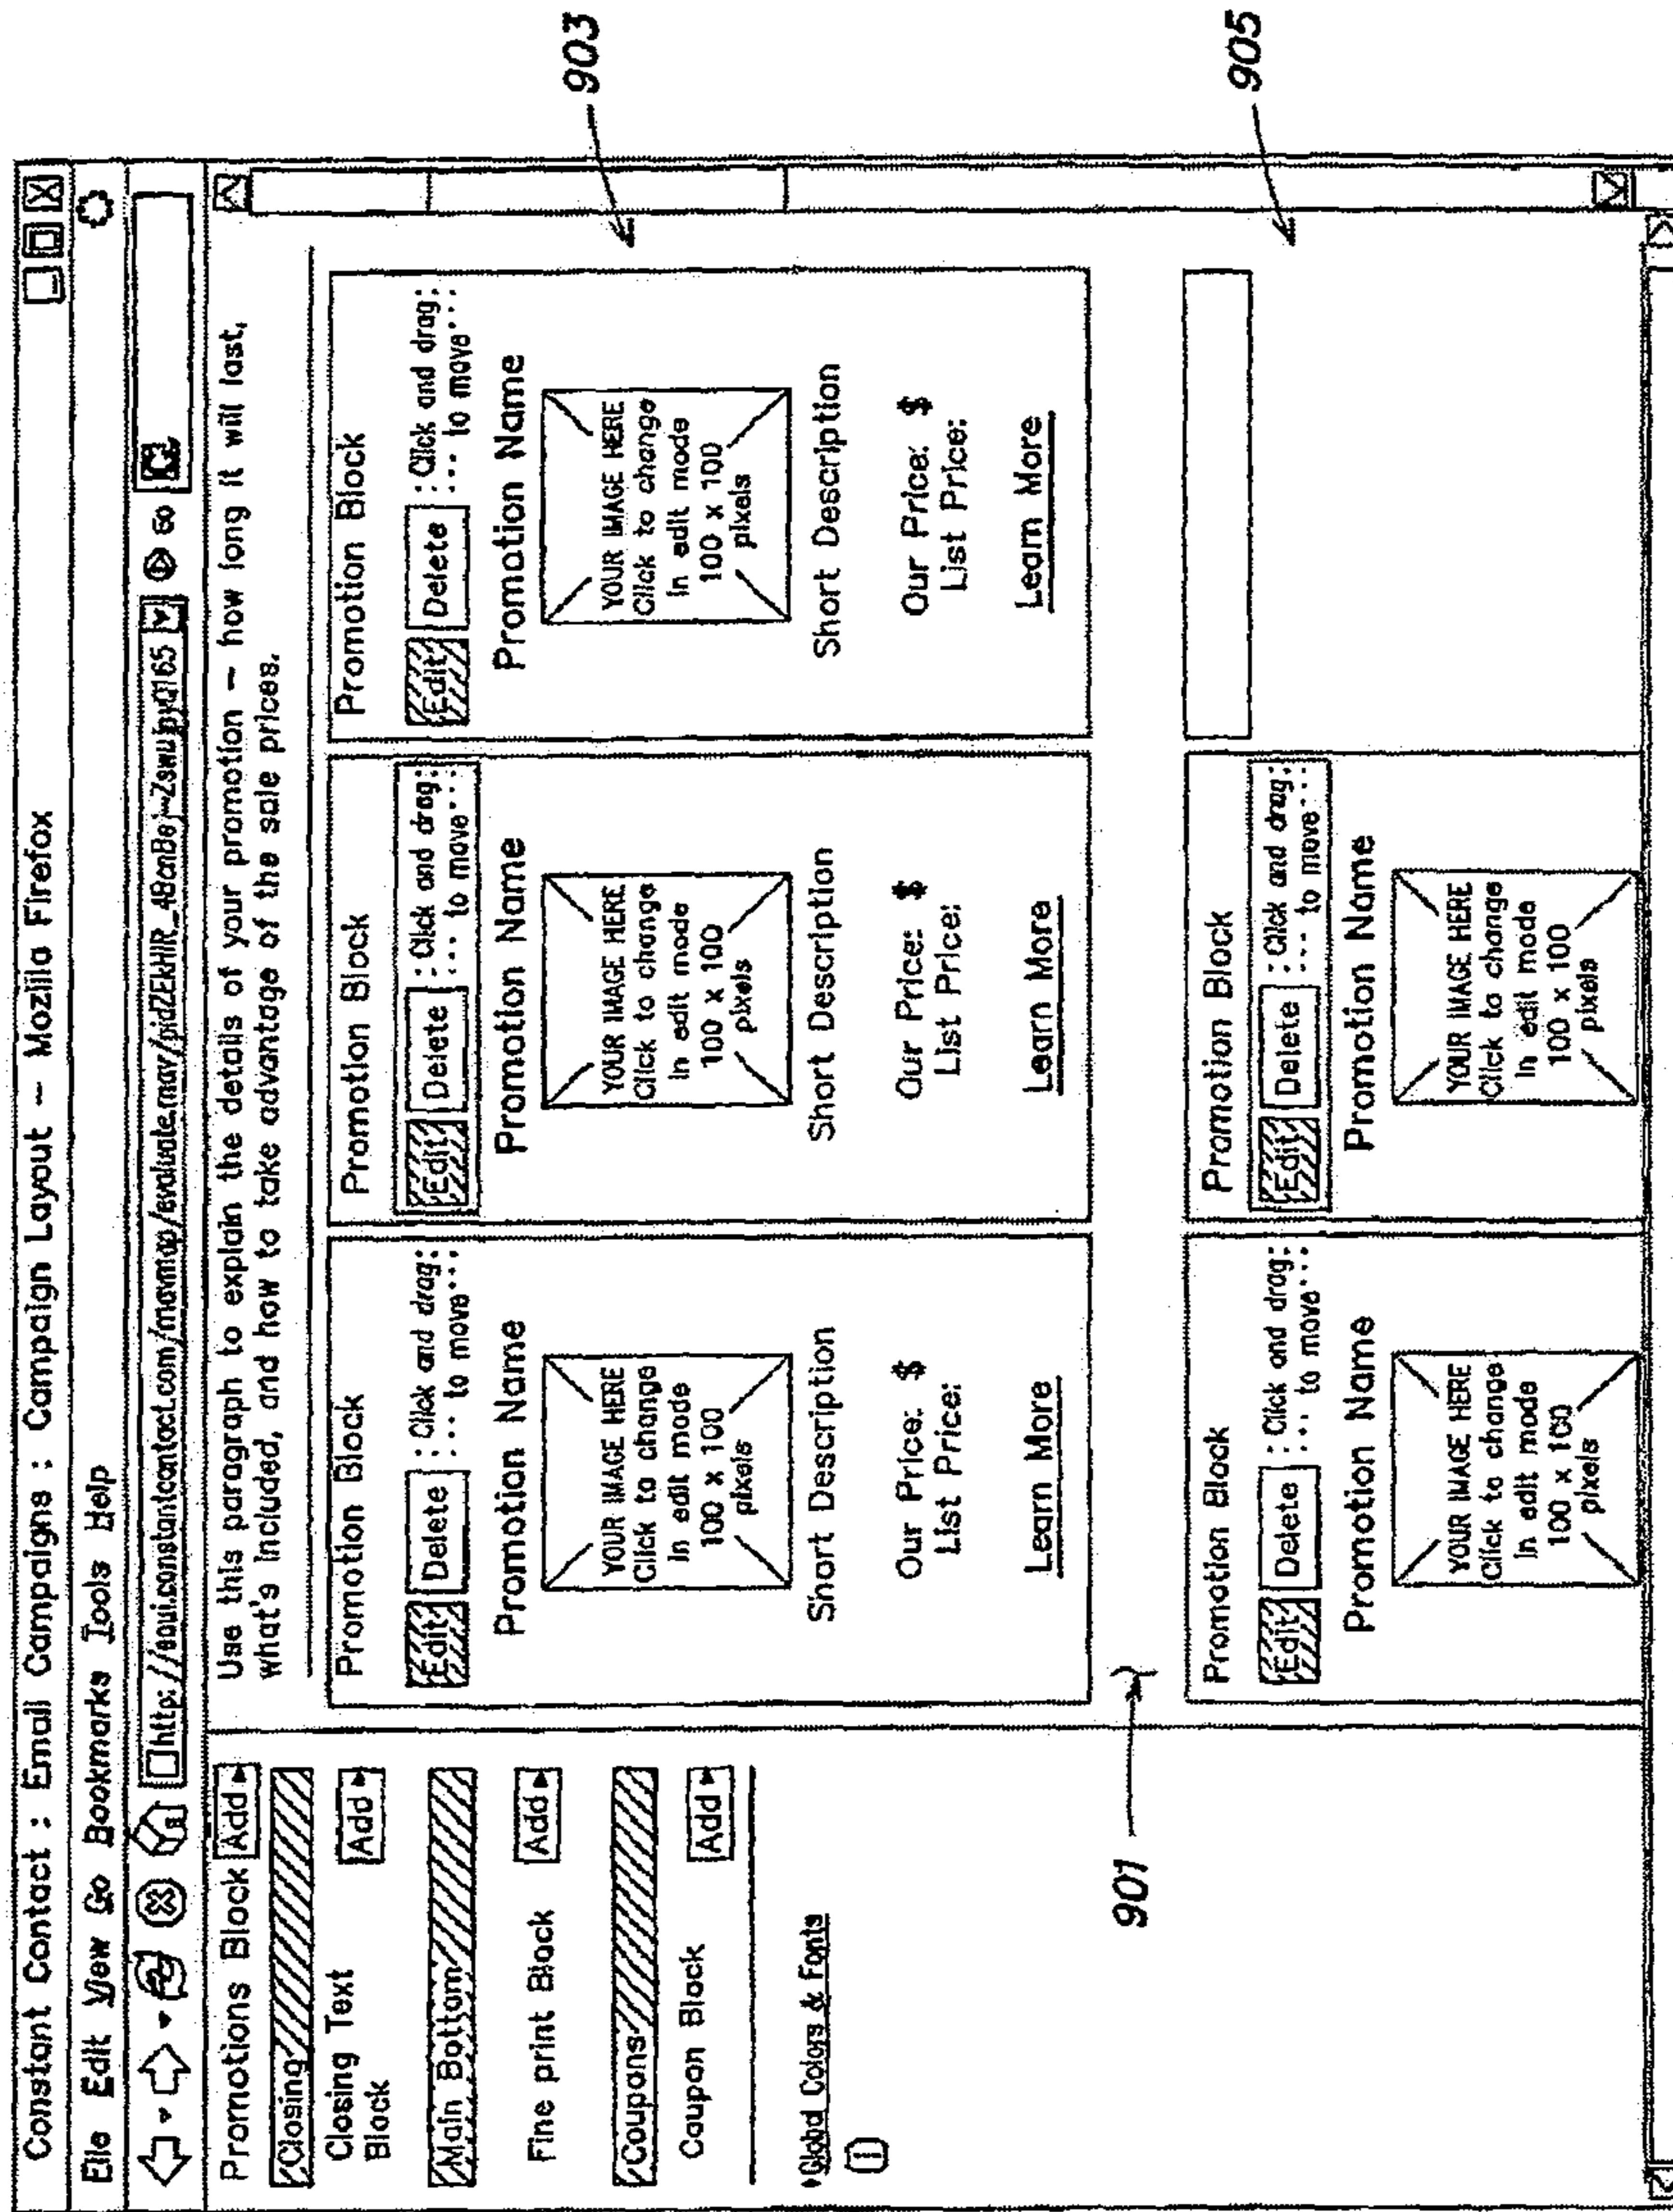 Constant Contact : Email Campaigns : Campaign Layout - Mozilla Firefox
File Edit View Go Bookmarks Tools Help
Go
Promotions Block Add
Closing
Closing Text
Block
Add
Main Bottom
Fine print Block Add
Coupons
Coupon Block Add
Global Colors & Fonts
i
Use this paragraph to explain the details of your promotion - how long it will last,
what's included, and how to take advantage of the sale prices.
Promotion Block
Edit Delete Click and drag
to move
Promotion Name
YOUR IMAGE HERE
Click to change
in edit mode
100 x 100
pixels
Short Description
Our Price: $
List Price:
Learn More
Promotion Block
Edit Delete Click and drag
to move
Promotion Name
YOUR IMAGE HERE
Click to change
in edit mode
100 x 100
pixels
Short Description
Our Price: $
List Price:
Learn More
Promotion Block
Edit Delete Click and drag
to move
Promotion Name
YOUR IMAGE HERE
Click to change
in edit mode
100 x 100
pixels
Short Description
Our Price: $
List Price:
Learn More
903
901
Promotion Block
Edit Delete Click and drag
to move
Promotion Name
YOUR IMAGE HERE
Click to change
in edit mode
100 x 100
pixels
Promotion Block
Edit Delete Click and drag
to move
Promotion Name
YOUR IMAGE HERE
Click to change
in edit mode
100 x 100
pixels
905